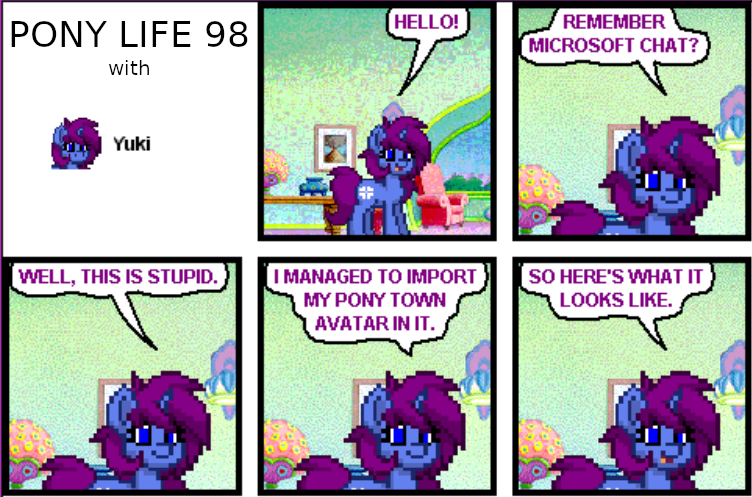 PONY LIFE 98
with
Yuki
HELLO!
REMEMBER
MICROSOFT CHAT?
WELL, THIS IS STUPID.
I MANAGED TO IMPORT
MY PONY TOWN
AVATAR IN IT.
SO HERE'S WHAT IT
LOOKS LIKE.